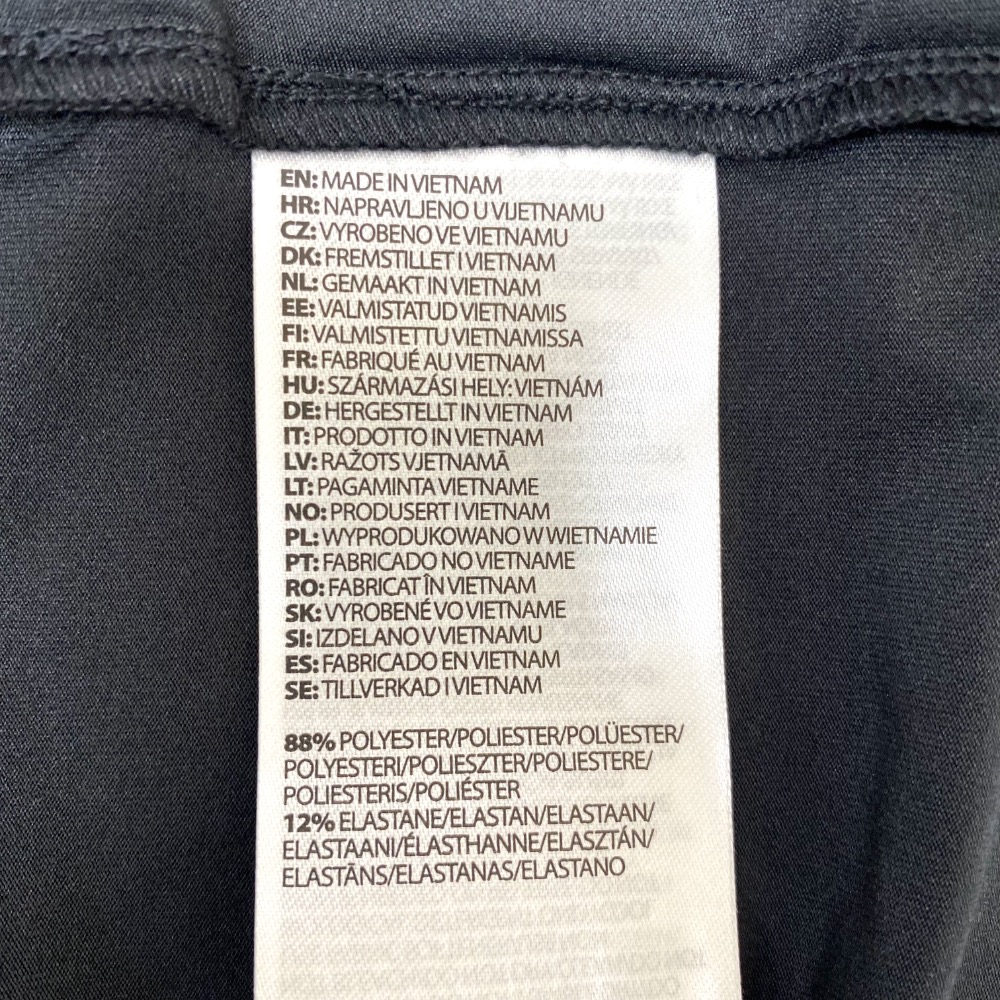 EN: MADE IN VIETNAM
HR: NAPRAVLJENO U VIJETNAMU
CZ: VYROBENO VE VIETNAMU
DK: FREMSTILLET I VIETNAM
NL: GEMAAKT IN VIETNAM
EE: VALMISTATUD VIETNAMIS
FI: VALMISTETTU VIETNAMISSA
FR: FABRIQUÉ AU VIETNAM
HU: SZÁRMAZÁSI HELY: VIETNÁM
DE: HERGESTELLT IN VIETNAM
IT: PRODOTTO IN VIETNAM
LV: RAŽOTS VJETNAMĀ
LT: PAGAMINTA VIETNAME
NO: PRODUSERT I VIETNAM
PL: WYPRODUKOWANO W WIETNAMIE
PT: FABRICADO NO VIETNAME
RO: FABRICAT ÎN VIETNAM
SK: VYROBENÉ VO VIETNAME
SI: IZDELANO V VIETNAMU
ES: FABRICADO EN VIETNAM
SE: TILLVERKAD I VIETNAM
88% POLYESTER/POLIESTER/POLÜESTER/
POLYESTERI/POLIESZTER/POLIESTERE/
POLIESTERIS/POLIÉSTER
12% ELASTANE/ELASTAN/ELASTAAN/
ELASTAANI/ÉLASTHANNE/ELASZTÁN/
ELASTĀNS/ELASTANAS/ELASTANO